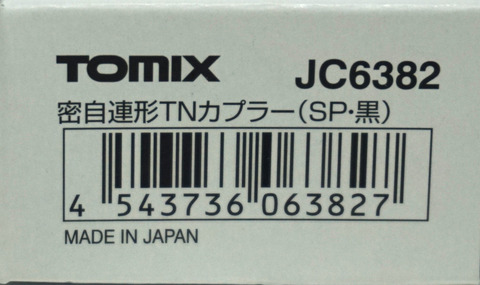 TOMIX JC6382
密自連形TNカプラー(SP・黒)
4 543736 063827
MADE IN JAPAN